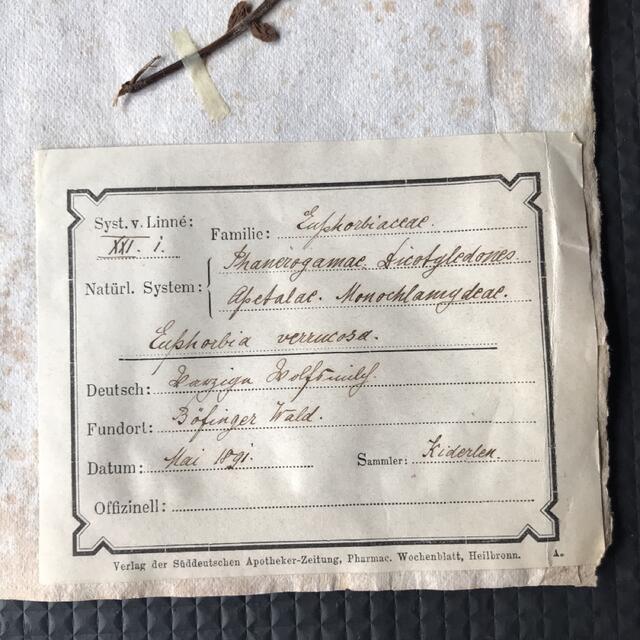 Syst. v. Linné:
XXI. 1.
Familie: Euphorbiaceae.
Natürl. System: Phanerogamae Dicotyledones
Apetalae. Monochlamydeae.
Euphorbia verrucosa.
Deutsch: Warzige Wolfsmilch.
Fundort: Böfinger Wald.
Datum: Mai 1891. Sammler: Kiderlen
Offizinell:
Verlag der Süddeutschen Apotheker-Zeitung, Pharmac. Wochenblatt, Heilbronn. A.